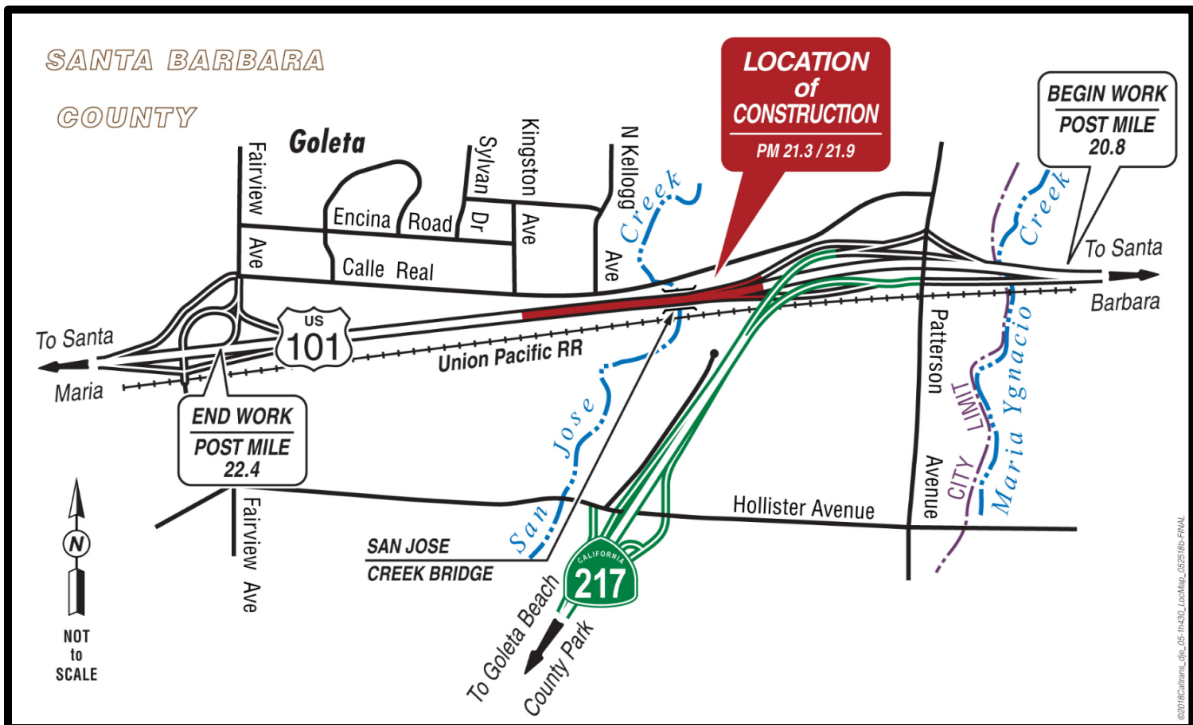 SANTA BARBARA
COUNTY
Goleta
Fairview
Ave
Encina Road
Sylvan
Dr
Kingston
Ave
N Kellogg
Ave
Calle Real
Creek
LOCATION
of
CONSTRUCTION
PM 21.3 / 21.9
BEGIN WORK
POST MILE
20.8
Creek
To Santa
Barbara
To Santa
Maria
US
101
Union Pacific RR
END WORK
POST MILE
22.4
San Jose
Patterson
Avenue
CITY LIMIT
Maria Ygnacio
Hollister Avenue
Fairview Ave
N
NOT
to
SCALE
SAN JOSE
CREEK BRIDGE
CALIFORNIA
217
To Goleta Beach
County Park
©2018Caltrans_djie_05-1h430_LocMap_052518b-FINAL